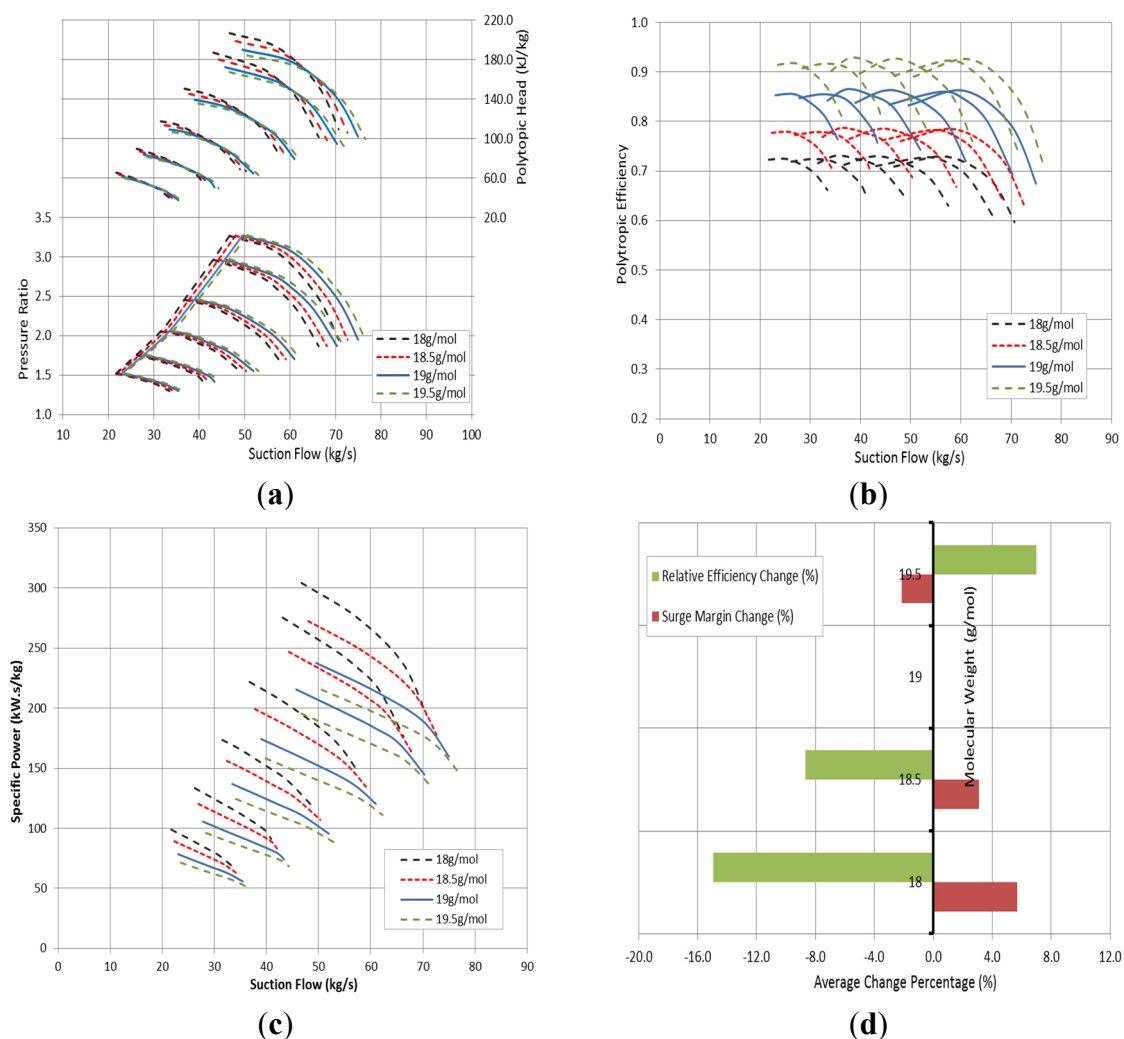 220.0
180.0
140.0
100.0
60.0
20.0
Polytopic Head (kJ/kg)
3.5
3.0
2.5
2.0
1.5
1.0
Pressure Ratio
18g/mol
18.5g/mol
19g/mol
19.5g/mol
10 20 30 40 50 60 70 80 90 100
Suction Flow (kg/s)
(a)
1.0
0.9
0.8
0.7
0.6
0.5
0.4
0.3
0.2
Polytropic Efficiency
18g/mol
18.5g/mol
19g/mol
19.5g/mol
0 10 20 30 40 50 60 70 80 90
Suction Flow (kg/s)
(b)
350
300
250
200
150
100
50
0
Specific Power (kW.s/kg)
18g/mol
18.5g/mol
19g/mol
19.5g/mol
0 10 20 30 40 50 60 70 80 90
Suction Flow (kg/s)
(c)
Relative Efficiency Change (%)
Surge Margin Change (%)
19.5
19
18.5
18
Molecular Weight (g/mol)
-20.0 -16.0 -12.0 -8.0 -4.0 0.0 4.0 8.0 12.0
Average Change Percentage (%)
(d)